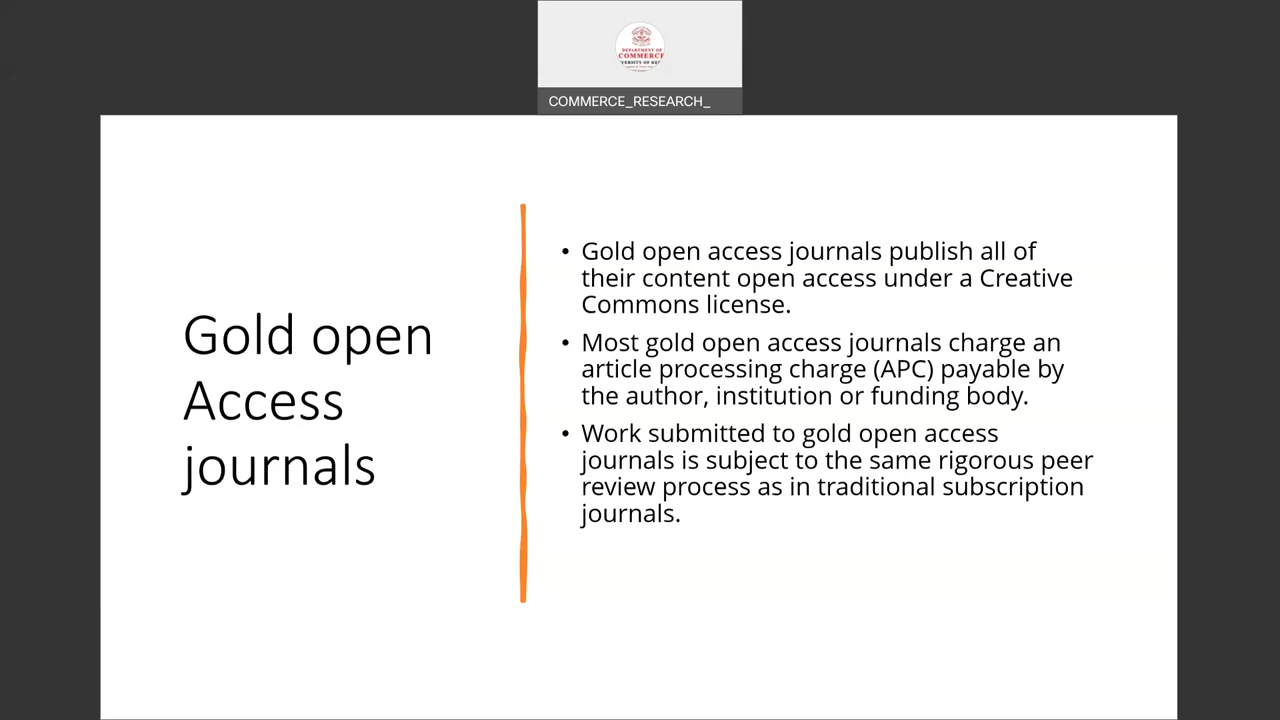 DEPARTMENT OF
COMMERCE
COMMERCE_RESEARCH_
Gold open
Access
journals
• Gold open access journals publish all of
their content open access under a Creative
Commons license.
• Most gold open access journals charge an
article processing charge (APC) payable by
the author, institution or funding body.
• Work submitted to gold open access
journals is subject to the same rigorous peer
review process as in traditional subscription
journals.